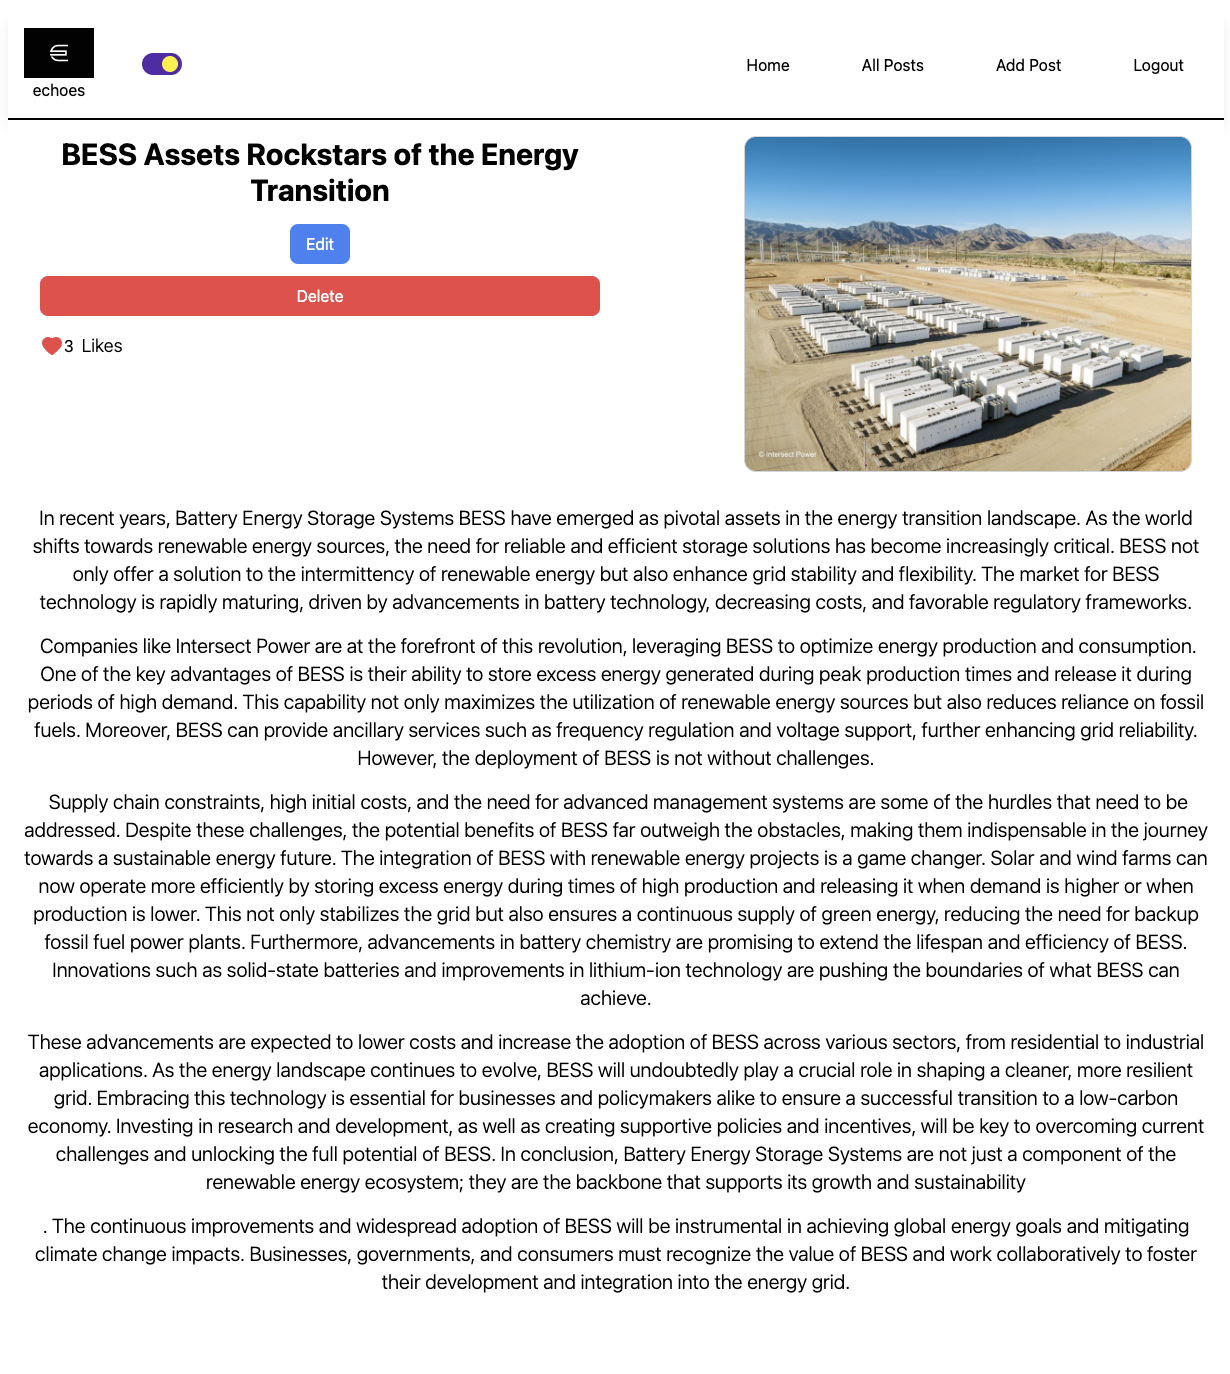 echoes
Home
All Posts
Add Post
Logout
BESS Assets Rockstars of the Energy
Transition
Edit
Delete
3 Likes
© Intersect Power
In recent years, Battery Energy Storage Systems BESS have emerged as pivotal assets in the energy transition landscape. As the world
shifts towards renewable energy sources, the need for reliable and efficient storage solutions has become increasingly critical. BESS not
only offer a solution to the intermittency of renewable energy but also enhance grid stability and flexibility. The market for BESS
technology is rapidly maturing, driven by advancements in battery technology, decreasing costs, and favorable regulatory frameworks.
Companies like Intersect Power are at the forefront of this revolution, leveraging BESS to optimize energy production and consumption.
One of the key advantages of BESS is their ability to store excess energy generated during peak production times and release it during
periods of high demand. This capability not only maximizes the utilization of renewable energy sources but also reduces reliance on fossil
fuels. Moreover, BESS can provide ancillary services such as frequency regulation and voltage support, further enhancing grid reliability.
However, the deployment of BESS is not without challenges.
Supply chain constraints, high initial costs, and the need for advanced management systems are some of the hurdles that need to be
addressed. Despite these challenges, the potential benefits of BESS far outweigh the obstacles, making them indispensable in the journey
towards a sustainable energy future. The integration of BESS with renewable energy projects is a game changer. Solar and wind farms can
now operate more efficiently by storing excess energy during times of high production and releasing it when demand is higher or when
production is lower. This not only stabilizes the grid but also ensures a continuous supply of green energy, reducing the need for backup
fossil fuel power plants. Furthermore, advancements in battery chemistry are promising to extend the lifespan and efficiency of BESS.
Innovations such as solid-state batteries and improvements in lithium-ion technology are pushing the boundaries of what BESS can
achieve.
These advancements are expected to lower costs and increase the adoption of BESS across various sectors, from residential to industrial
applications. As the energy landscape continues to evolve, BESS will undoubtedly play a crucial role in shaping a cleaner, more resilient
grid. Embracing this technology is essential for businesses and policymakers alike to ensure a successful transition to a low-carbon
economy. Investing in research and development, as well as creating supportive policies and incentives, will be key to overcoming current
challenges and unlocking the full potential of BESS. In conclusion, Battery Energy Storage Systems are not just a component of the
renewable energy ecosystem; they are the backbone that supports its growth and sustainability
. The continuous improvements and widespread adoption of BESS will be instrumental in achieving global energy goals and mitigating
climate change impacts. Businesses, governments, and consumers must recognize the value of BESS and work collaboratively to foster
their development and integration into the energy grid.